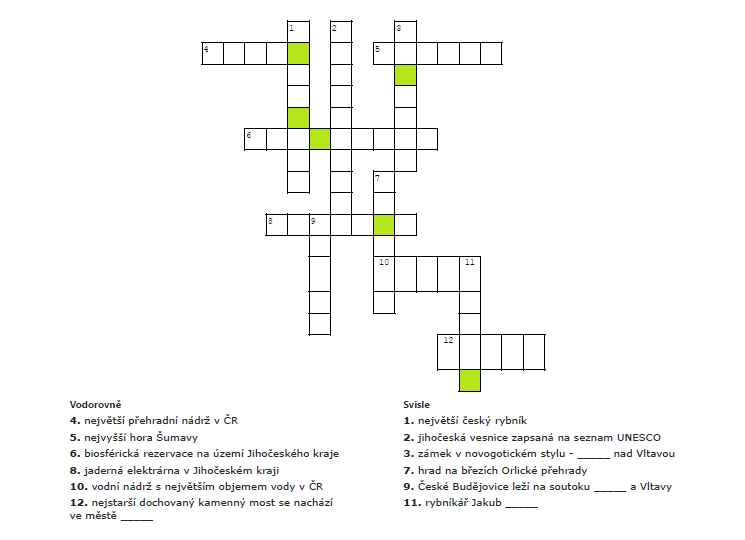 1 2 3
4 5
6
7
8 9
10 11
12
Vodorovně
4. největší přehradní nádrž v ČR
5. nejvyšší hora Šumavy
6. biosférická rezervace na území Jihočeského kraje
8. jaderná elektrárna v Jihočeském kraji
10. vodní nádrž s největším objemem vody v ČR
12. nejstarší dochovaný kamenný most se nachází
ve městě _____
Svisle
1. největší český rybník
2. jihočeská vesnice zapsaná na seznam UNESCO
3. zámek v novogotickém stylu - _____ nad Vltavou
7. hrad na březích Orlické přehrady
9. České Budějovice leží na soutoku _____ a Vltavy
11. rybníkář Jakub _____